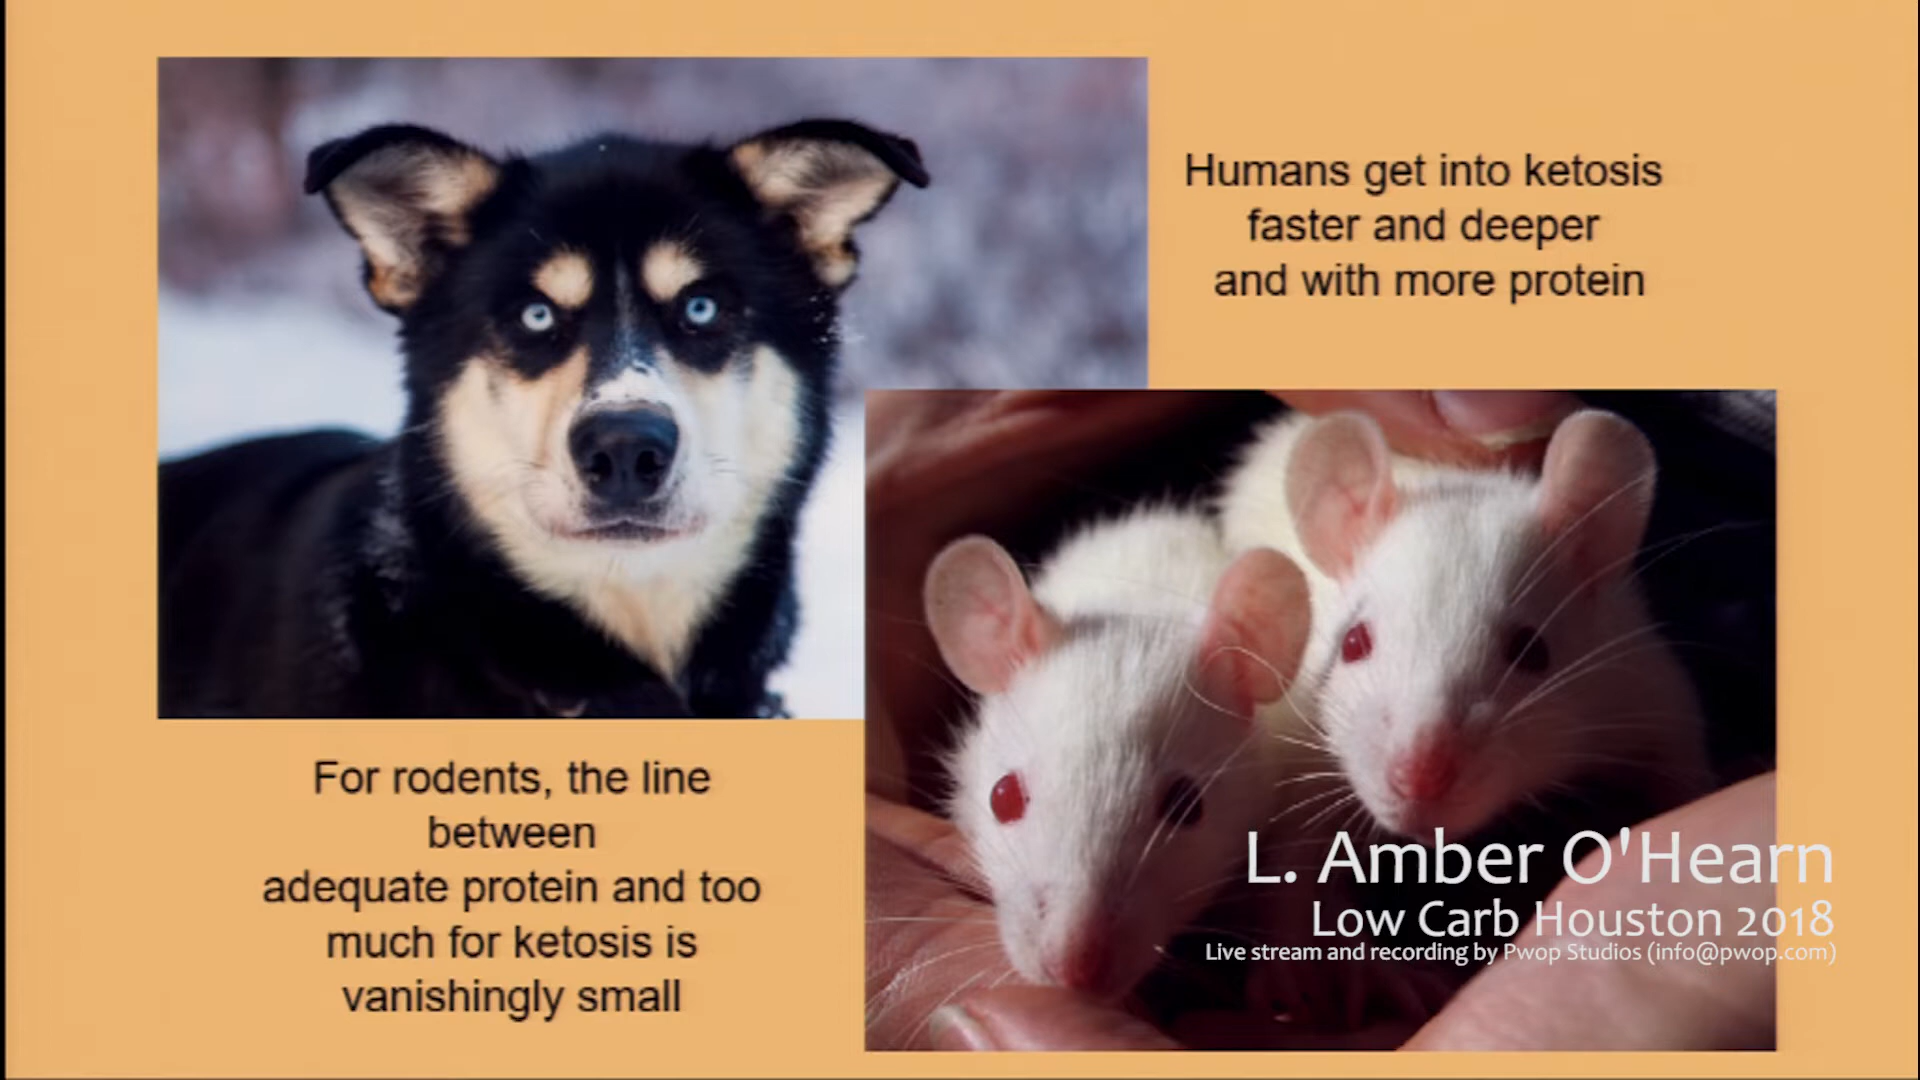 Humans get into ketosis
faster and deeper
and with more protein
For rodents, the line
between
adequate protein and too
much for ketosis is
vanishingly small
L. Amber O'Hearn
Low Carb Houston 2018
Live stream and recording by Pwop Studios (info@pwop.com)